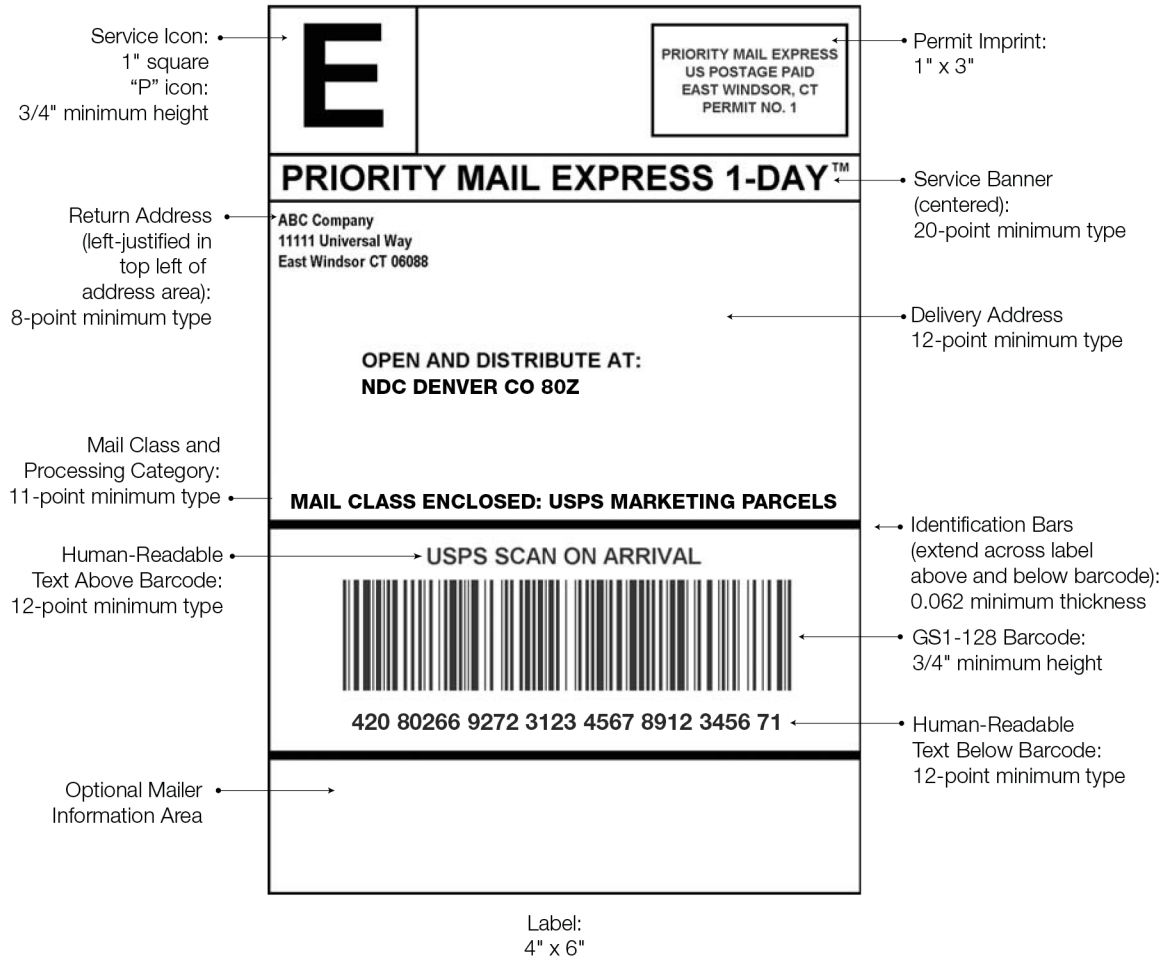 Service Icon:
1" square
“P” icon:
3/4" minimum height
E
PRIORITY MAIL EXPRESS
US POSTAGE PAID
EAST WINDSOR, CT
PERMIT NO. 1
Permit Imprint:
1" x 3"
PRIORITY MAIL EXPRESS 1-DAY™
Service Banner
(centered):
20-point minimum type
Return Address
(left-justified in
top left of
address area):
8-point minimum type
ABC Company
11111 Universal Way
East Windsor CT 06088
Delivery Address
12-point minimum type
OPEN AND DISTRIBUTE AT:
NDC DENVER CO 80Z
Mail Class and
Processing Category:
11-point minimum type
MAIL CLASS ENCLOSED: USPS MARKETING PARCELS
Identification Bars
(extend across label
above and below barcode):
0.062 minimum thickness
Human-Readable
Text Above Barcode:
12-point minimum type
USPS SCAN ON ARRIVAL
GS1-128 Barcode:
3/4" minimum height
420 80266 9272 3123 4567 8912 3456 71
Human-Readable
Text Below Barcode:
12-point minimum type
Optional Mailer
Information Area
Label:
4" x 6"